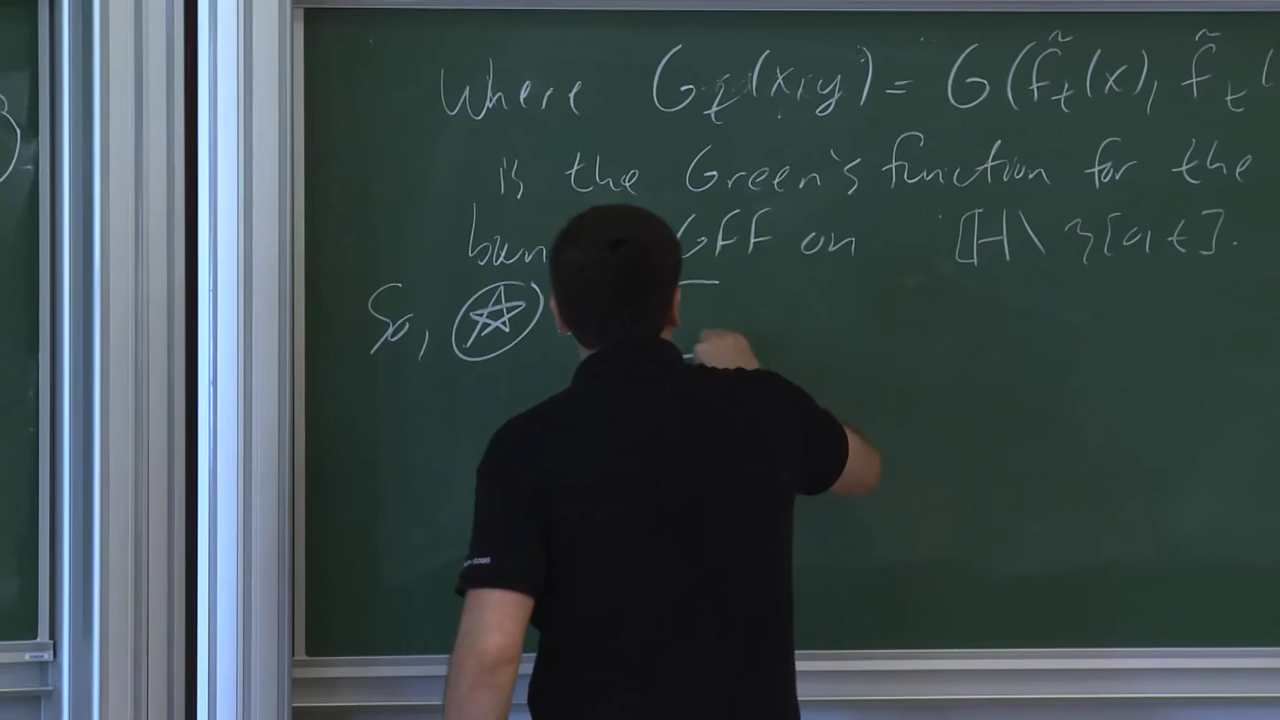 where G_t(x,y) = G(f̃_t(x), f̃_t(
is the Green's function for the
GFF on ℍ\ξ[0,t].
So, ⍟